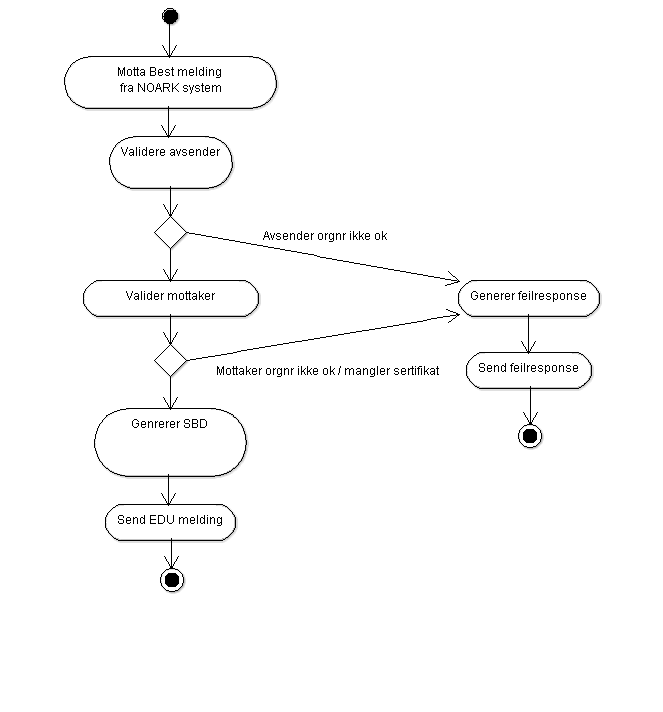 Motta Best melding
fra NOARK system
Validere avsender
Avsender orgnr ikke ok
Valider mottaker
Generer feilresponse
Mottaker orgnr ikke ok / mangler sertifikat
Send feilresponse
Genrerer SBD
Send EDU melding